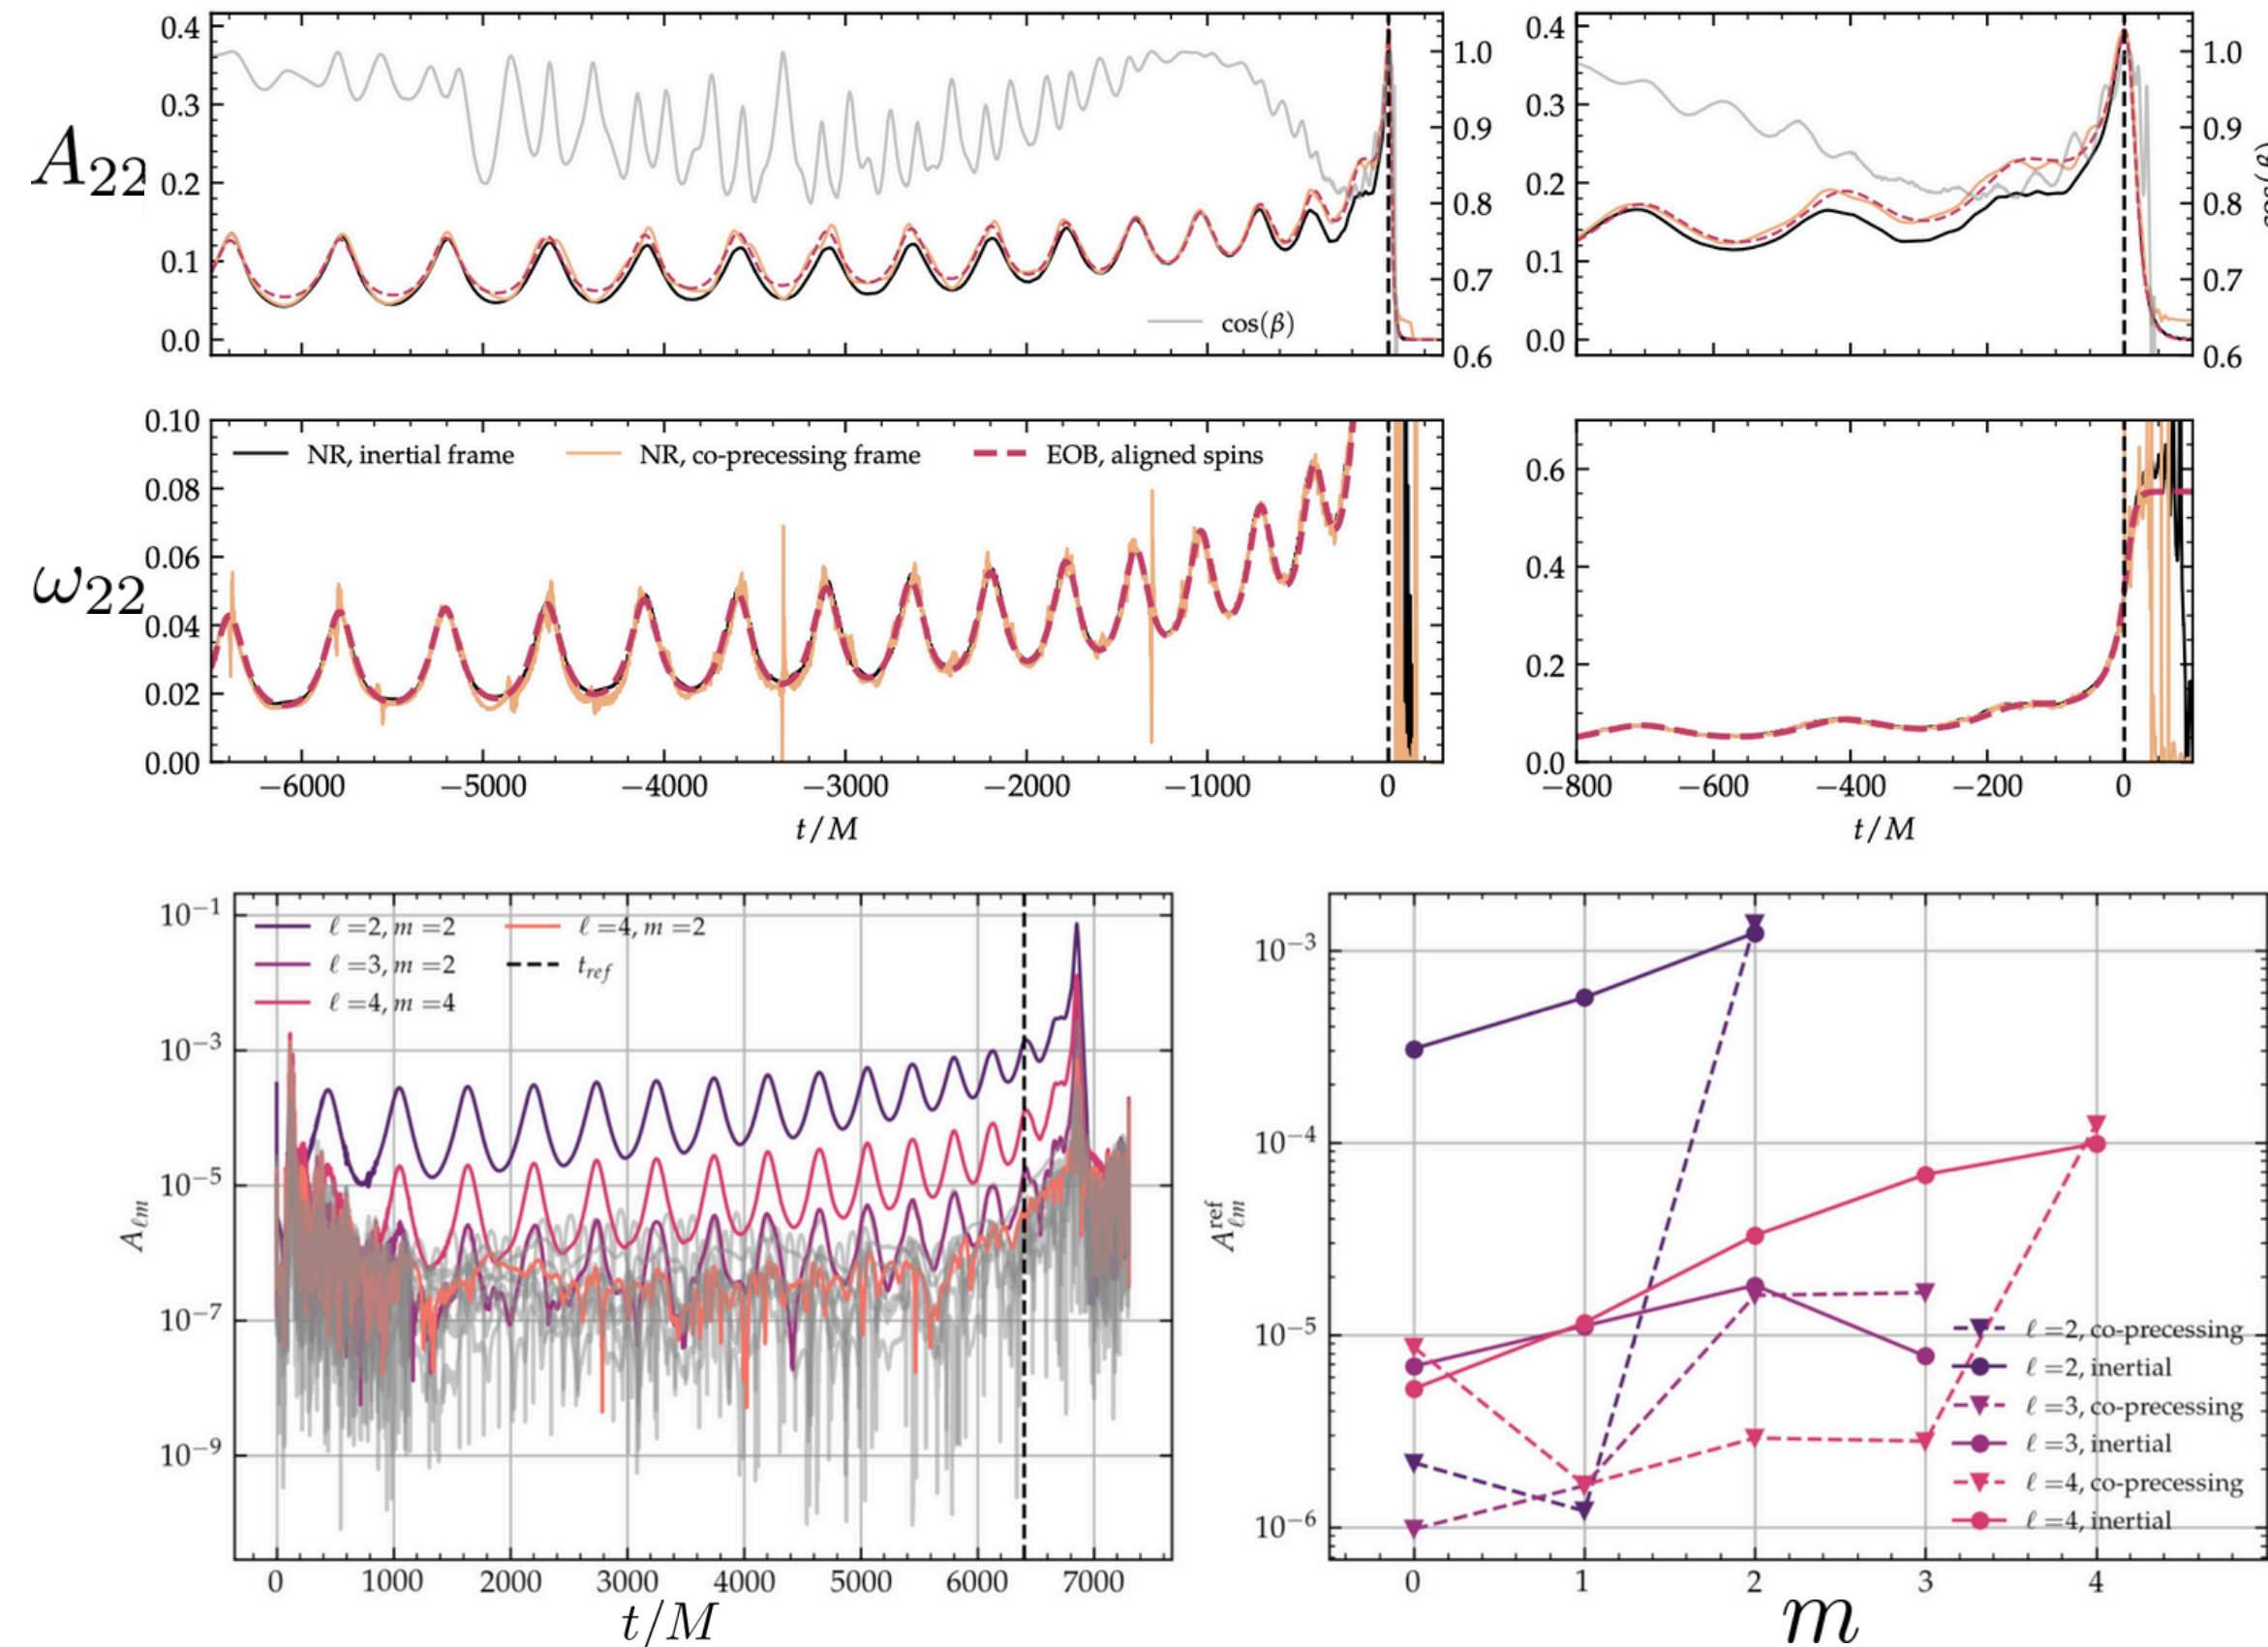 A₂₂
0.4
0.3
0.2
0.1
0.0
1.0
0.9
0.8
0.7
0.6
cos(β)
0.4
0.3
0.2
0.1
0.0
1.0
0.9
0.8
0.7
0.6
ω₂₂
0.10
0.08
0.06
0.04
0.02
0.00
NR, inertial frame
NR, co-precessing frame
EOB, aligned spins
−6000 −5000 −4000 −3000 −2000 −1000 0
t/M
0.6
0.4
0.2
0.0
−800 −600 −400 −200 0
t/M
A_{ℓm}
10⁻¹
10⁻³
10⁻⁵
10⁻⁷
10⁻⁹
ℓ =2, m =2
ℓ =3, m =2
ℓ =4, m =4
ℓ =4, m =2
t_{ref}
0 1000 2000 3000 4000 5000 6000 7000
t/M
A^{ref}_{ℓm}
10⁻³
10⁻⁴
10⁻⁵
10⁻⁶
ℓ =2, co-precessing
ℓ =2, inertial
ℓ =3, co-precessing
ℓ =3, inertial
ℓ =4, co-precessing
ℓ =4, inertial
0 1 2 3 4
m